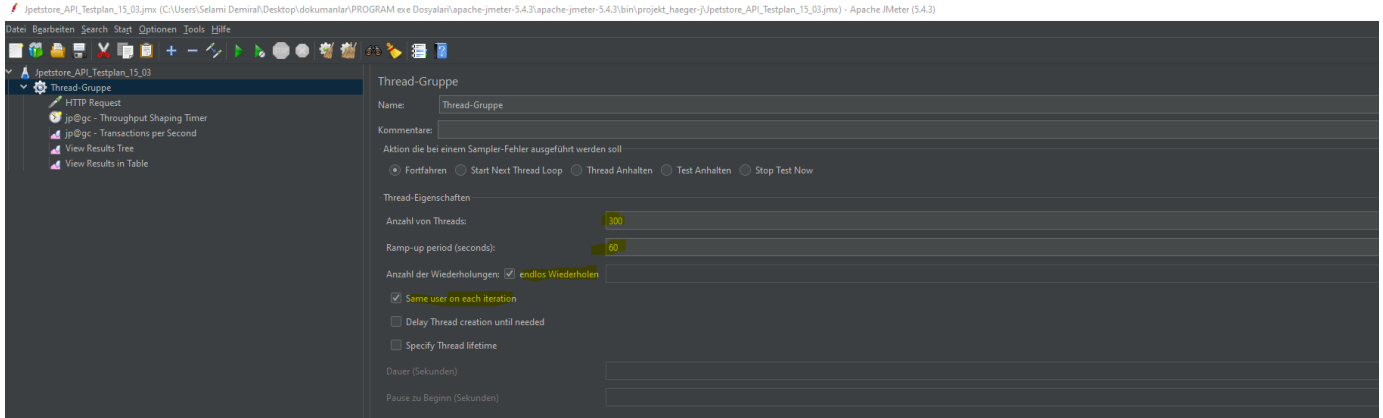 Jpetstore_API_Testplan_15_03.jmx (C:\Users\Selami Demiral\Desktop\dokumanlar\PROGRAM exe Dosyalari\apache-jmeter-5.4.3\apache-jmeter-5.4.3\bin\projekt_haeger-j\Jpetstore_API_Testplan_15_03.jmx) - Apache JMeter (5.4.3)
Datei Bearbeiten Search Start Optionen Tools Hilfe
Jpetstore_API_Testplan_15_03
Thread-Gruppe
HTTP Request
jp@gc - Throughput Shaping Timer
jp@gc - Transactions per Second
View Results Tree
View Results in Table
Thread-Gruppe
Name: Thread-Gruppe
Kommentare:
Aktion die bei einem Sampler-Fehler ausgeführt werden soll
Fortfahren Start Next Thread Loop Thread Anhalten Test Anhalten Stop Test Now
Thread-Eigenschaften
Anzahl von Threads: 300
Ramp-up period (seconds): 60
Anzahl der Wiederholungen: endlos Wiederholen
Same user on each iteration
Delay Thread creation until needed
Specify Thread lifetime
Dauer (Sekunden)
Pause zu Beginn (Sekunden)